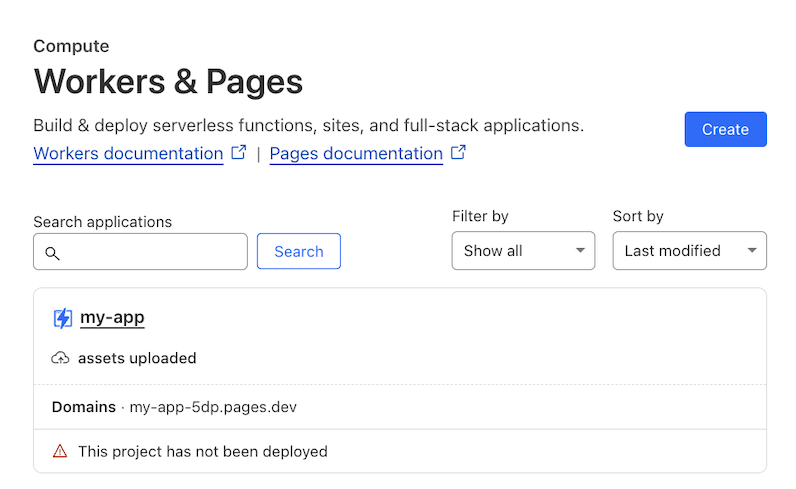 Compute
Workers & Pages
Build & deploy serverless functions, sites, and full-stack applications.
Create
Workers documentation | Pages documentation
Search applications
Filter by
Sort by
Search
Show all
Last modified
my-app
assets uploaded
Domains · my-app-5dp.pages.dev
This project has not been deployed